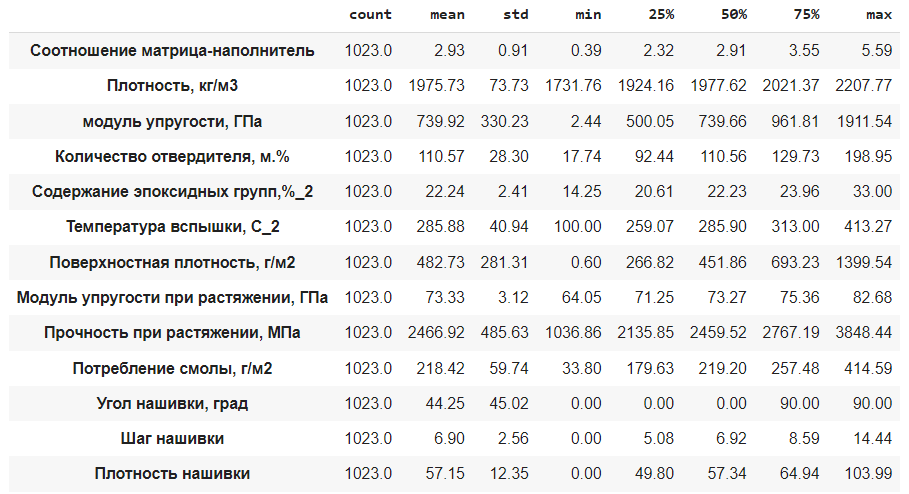 count mean std min 25% 50% 75% max
Соотношение матрица-наполнитель 1023.0 2.93 0.91 0.39 2.32 2.91 3.55 5.59
Плотность, кг/м3 1023.0 1975.73 73.73 1731.76 1924.16 1977.62 2021.37 2207.77
модуль упругости, ГПа 1023.0 739.92 330.23 2.44 500.05 739.66 961.81 1911.54
Количество отвердителя, м.% 1023.0 110.57 28.30 17.74 92.44 110.56 129.73 198.95
Содержание эпоксидных групп,%_2 1023.0 22.24 2.41 14.25 20.61 22.23 23.96 33.00
Температура вспышки, С_2 1023.0 285.88 40.94 100.00 259.07 285.90 313.00 413.27
Поверхностная плотность, г/м2 1023.0 482.73 281.31 0.60 266.82 451.86 693.23 1399.54
Модуль упругости при растяжении, ГПа 1023.0 73.33 3.12 64.05 71.25 73.27 75.36 82.68
Прочность при растяжении, МПа 1023.0 2466.92 485.63 1036.86 2135.85 2459.52 2767.19 3848.44
Потребление смолы, г/м2 1023.0 218.42 59.74 33.80 179.63 219.20 257.48 414.59
Угол нашивки, град 1023.0 44.25 45.02 0.00 0.00 0.00 90.00 90.00
Шаг нашивки 1023.0 6.90 2.56 0.00 5.08 6.92 8.59 14.44
Плотность нашивки 1023.0 57.15 12.35 0.00 49.80 57.34 64.94 103.99